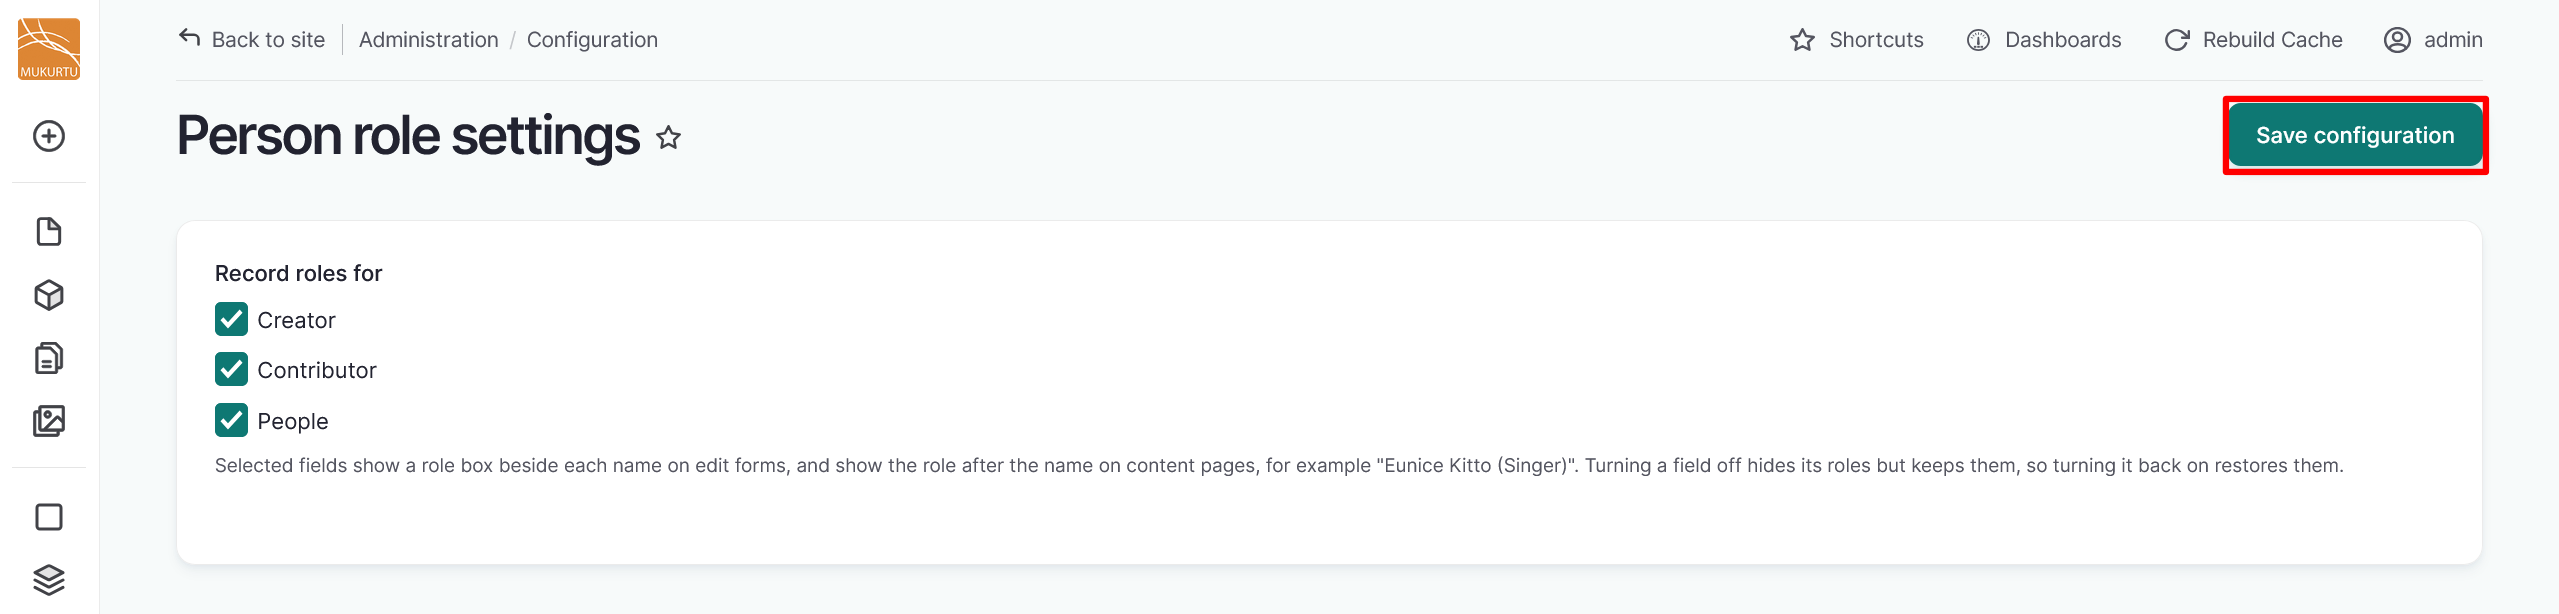 MUKURTU
Back to site
Administration / Configuration
Shortcuts
Dashboards
Rebuild Cache
admin
Person role settings
Save configuration
Record roles for
Creator
Contributor
People
Selected fields show a role box beside each name on edit forms, and show the role after the name on content pages, for example "Eunice Kitto (Singer)". Turning a field off hides its roles but keeps them, so turning it back on restores them.